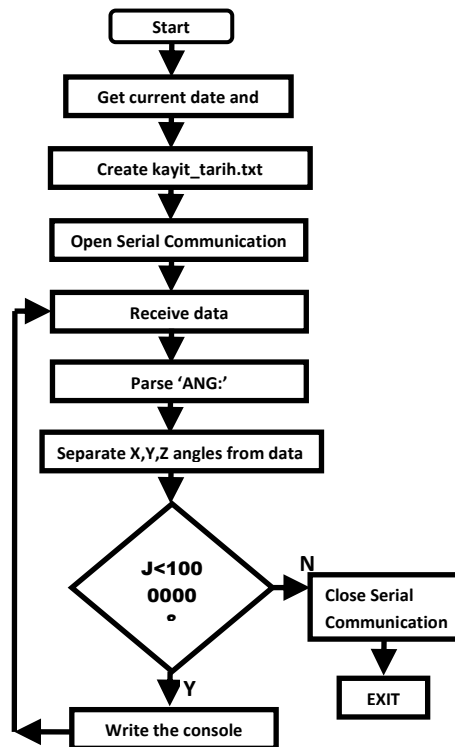 Start
Get current date and
Create kayit_tarih.txt
Open Serial Communication
Receive data
Parse ‘ANG:’
Separate X,Y,Z angles from data
J<100
0000
N
Close Serial
Communication
Y
EXIT
Write the console